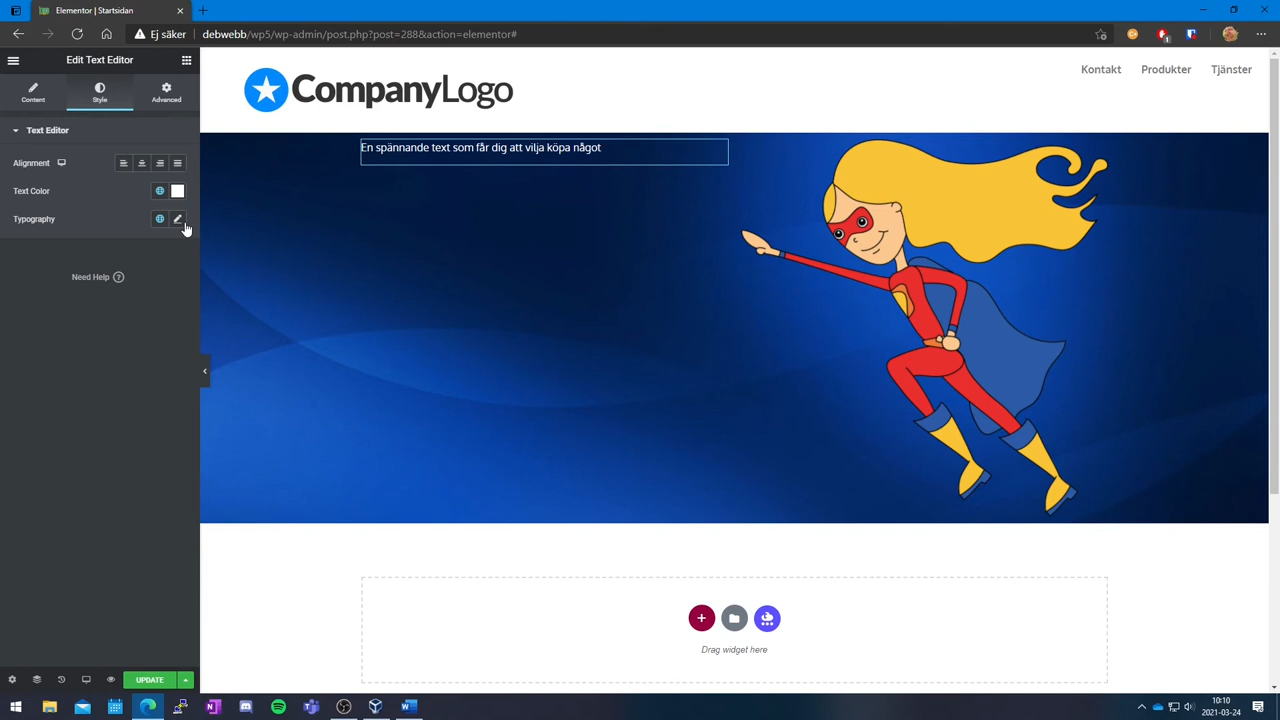 Elementor | Start
Ej säker
debwebb/wp5/wp-admin/post.php?post=288&action=elementor#
1
Edit Text Editor
Content
Style
Advanced
Text Editor
Alignment
Text Color
Typography
Need Help ?
UPDATE
CompanyLogo
Kontakt
Produkter
Tjänster
En spännande text som får dig att vilja köpa något
Drag widget here
10:10
2021-03-24